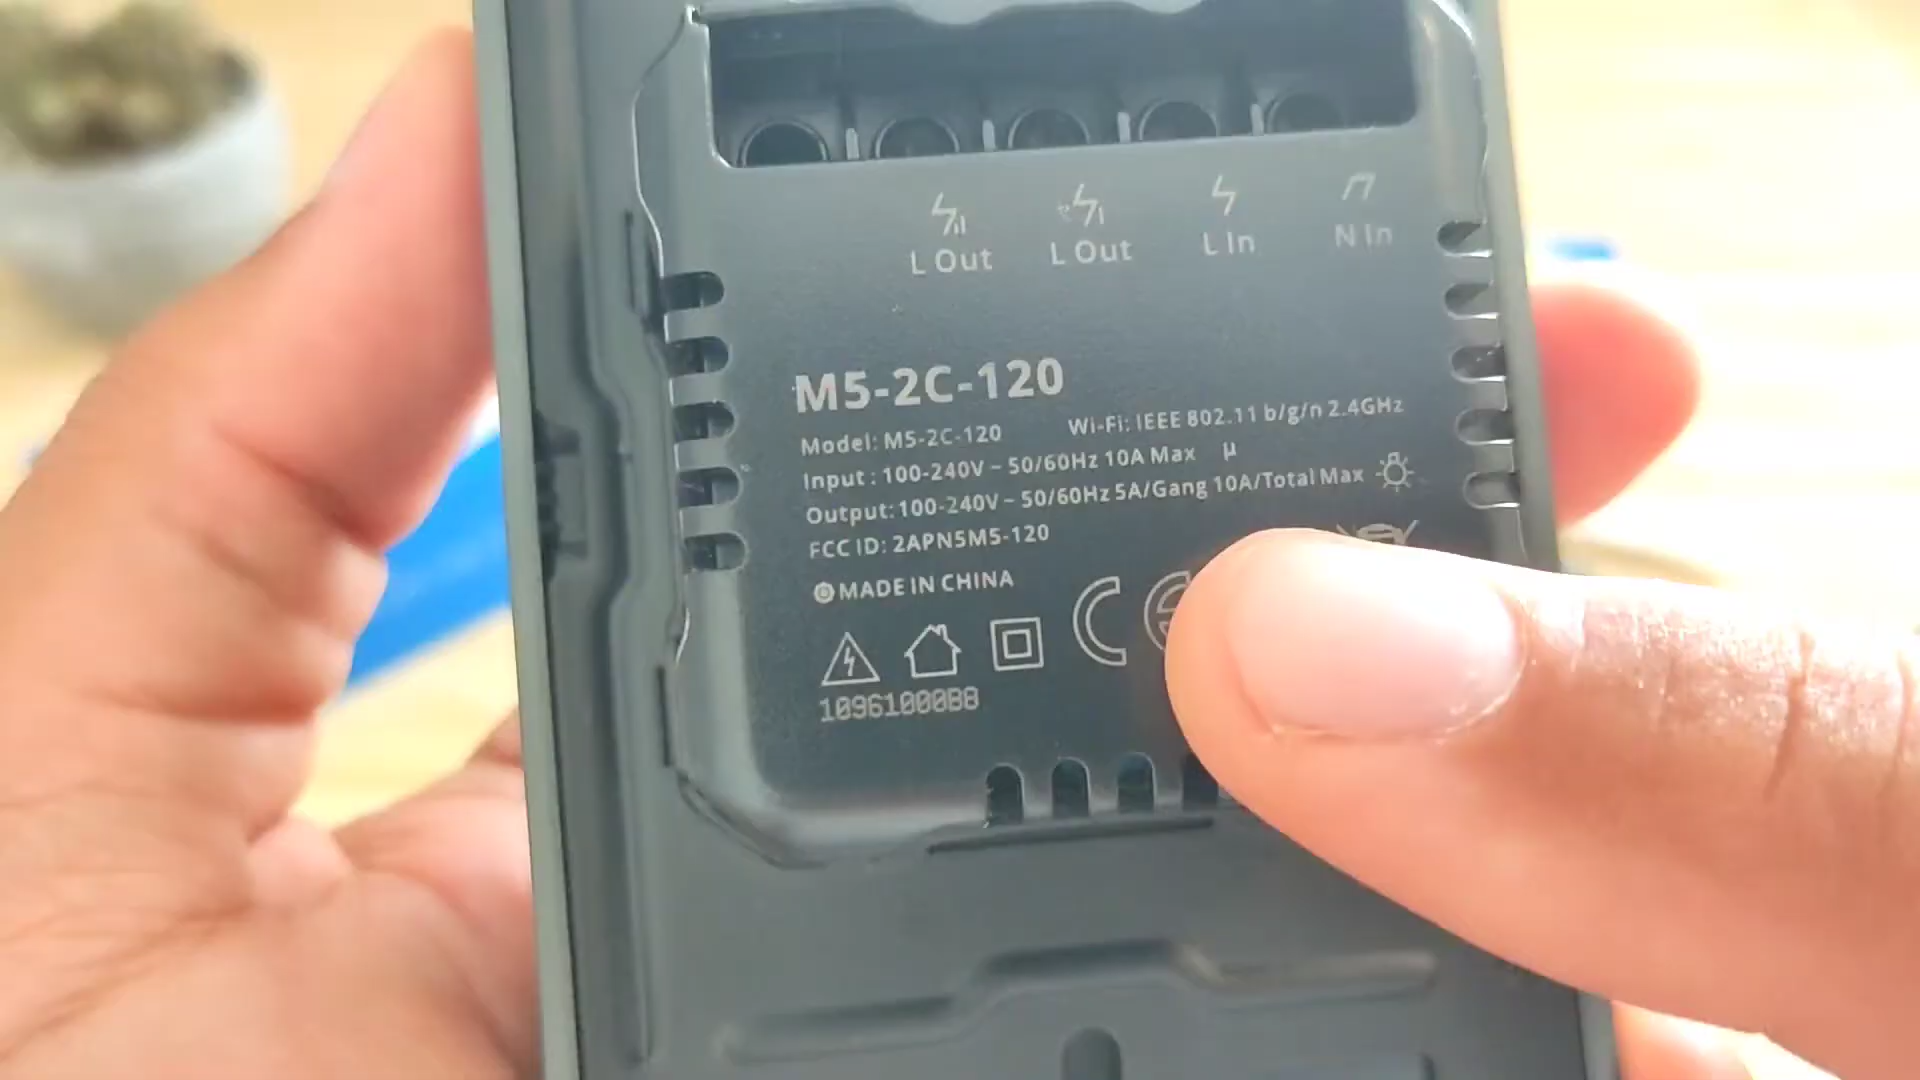 L Out L Out L In N In
M5-2C-120
Model: M5-2C-120 Wi-Fi: IEEE 802.11 b/g/n 2.4GHz
Input : 100-240V ~ 50/60Hz 10A Max μ
Output: 100-240V ~ 50/60Hz 5A/Gang 10A/Total Max
FCC ID: 2APN5M5-120
MADE IN CHINA
CE
10961000BB